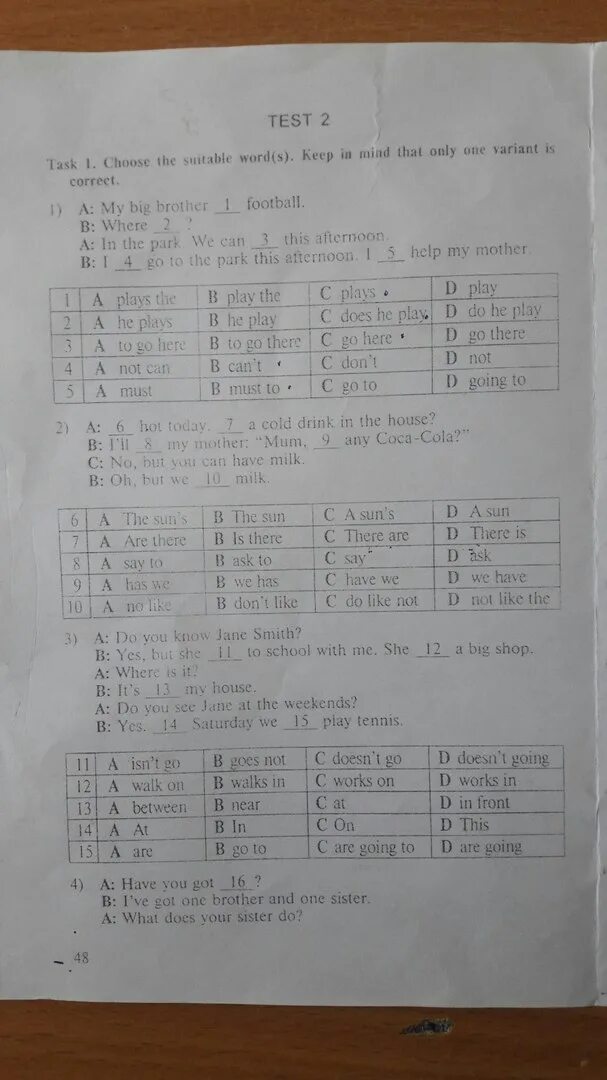 TEST 2
Task 1. Choose the suitable word(s). Keep in mind that only one variant is
correct.
1) A: My big brother 1 football.
B: Where 2 ?
A: In the park. We can 3 this afternoon.
B: I 4 go to the park this afternoon. I 5 help my mother.
1 A plays the B play the C plays D play
2 A he plays B he play C does he play D do he play
3 A to go here B to go there C go here D go there
4 A not can B can't C don't D not
5 A must B must to C go to D going to
2) A: 6 hot today. 7 a cold drink in the house?
B: I'll 8 my mother: "Mum, 9 any Coca-Cola?"
C: No, but you can have milk.
B: Oh, but we 10 milk.
6 A The sun's B The sun C A sun's D A sun
7 A Are there B Is there C There are D There is
8 A say to B ask to C say D ask
9 A has we B we has C have we D we have
10 A no like B don't like C do like not D not like the
3) A: Do you know Jane Smith?
B: Yes, but she 11 to school with me. She 12 a big shop.
A: Where is it?
B: It's 13 my house.
A: Do you see Jane at the weekends?
B: Yes. 14 Saturday we 15 play tennis.
11 A isn't go B goes not C doesn't go D doesn't going
12 A walk on B walks in C works on D works in
13 A between B near C at D in front
14 A At B In C On D This
15 A are B go to C are going to D are going
4) A: Have you got 16 ?
B: I've got one brother and one sister.
A: What does your sister do?
48